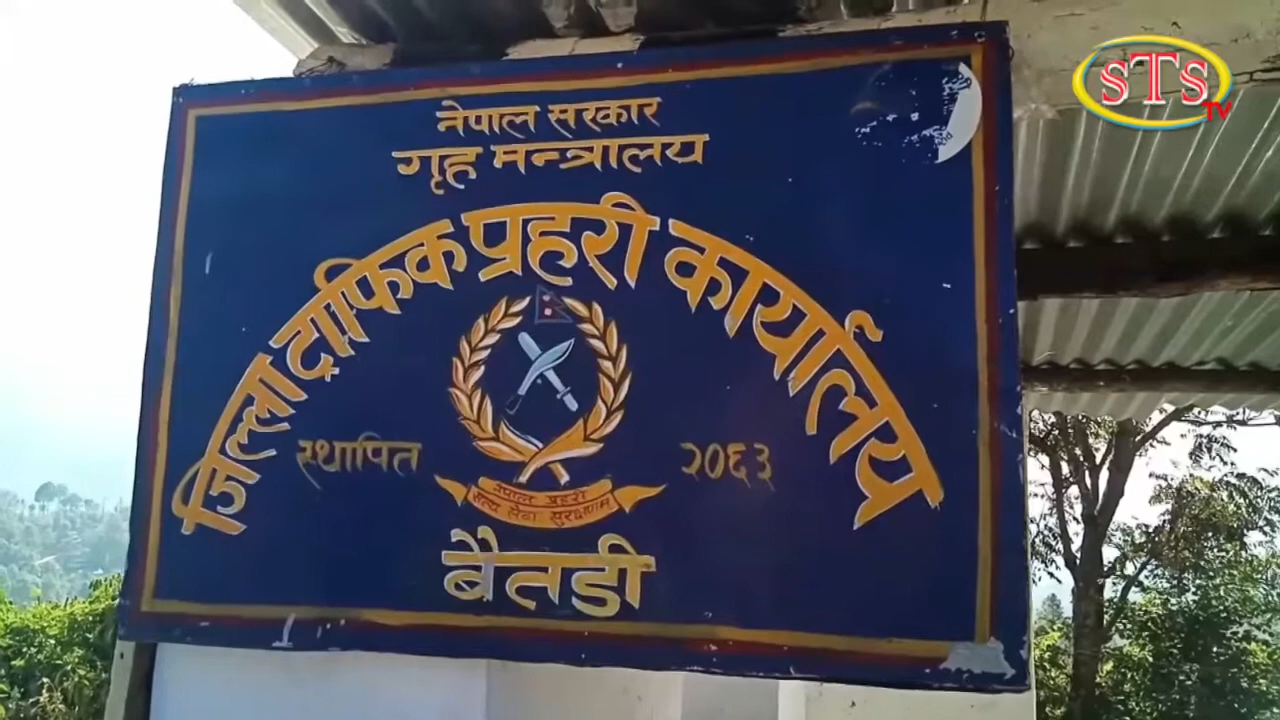 नेपाल सरकार
गृह मन्त्रालय
जिल्ला ट्राफिक प्रहरी कार्यालय
स्थापित २०६३
नेपाल प्रहरी
सत्य सेवा सुरक्षणम्
बैतडी
STS TV